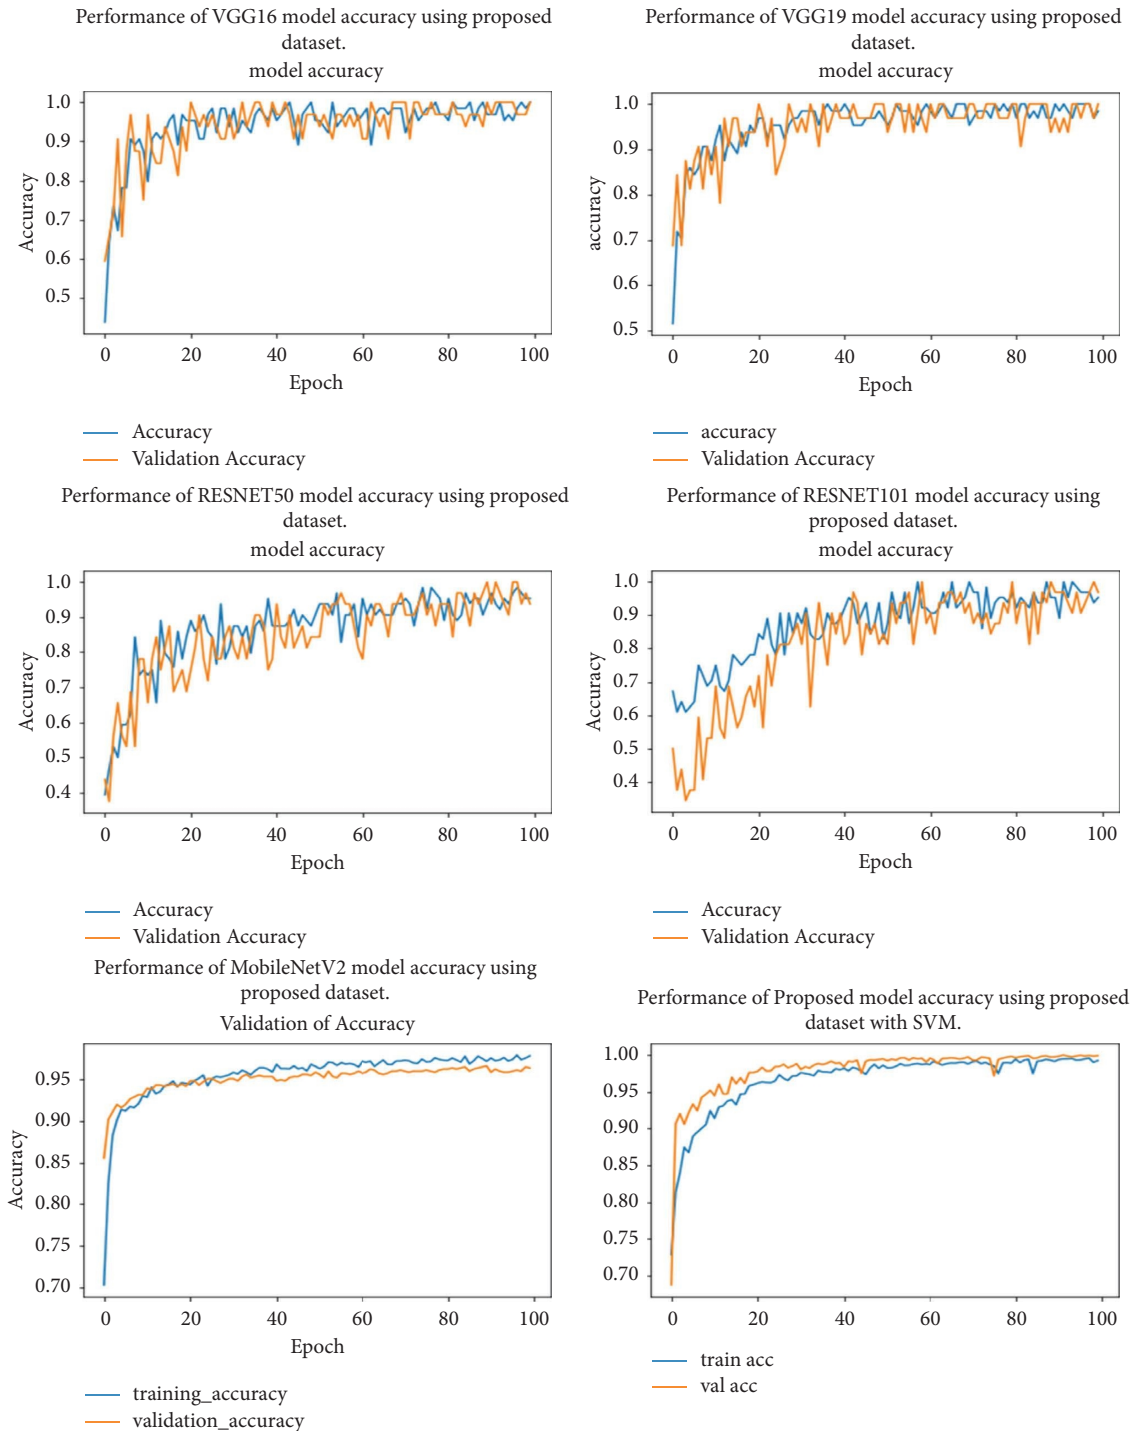 Performance of VGG16 model accuracy using proposed
dataset.
model accuracy
1.0
0.9
0.8
0.7
0.6
0.5
Accuracy
0 20 40 60 80 100
Epoch
Accuracy
Validation Accuracy
Performance of VGG19 model accuracy using proposed
dataset.
model accuracy
1.0
0.9
0.8
0.7
0.6
0.5
accuracy
0 20 40 60 80 100
Epoch
accuracy
Validation Accuracy
Performance of RESNET50 model accuracy using proposed
dataset.
model accuracy
1.0
0.9
0.8
0.7
0.6
0.5
0.4
Accuracy
0 20 40 60 80 100
Epoch
Accuracy
Validation Accuracy
Performance of RESNET101 model accuracy using
proposed dataset.
model accuracy
1.0
0.9
0.8
0.7
0.6
0.5
0.4
Accuracy
0 20 40 60 80 100
Epoch
Accuracy
Validation Accuracy
Performance of MobileNetV2 model accuracy using
proposed dataset.
Validation of Accuracy
0.95
0.90
0.85
0.80
0.75
0.70
Accuracy
0 20 40 60 80 100
Epoch
training_accuracy
validation_accuracy
Performance of Proposed model accuracy using proposed
dataset with SVM.
1.00
0.95
0.90
0.85
0.80
0.75
0.70
0 20 40 60 80 100
train acc
val acc